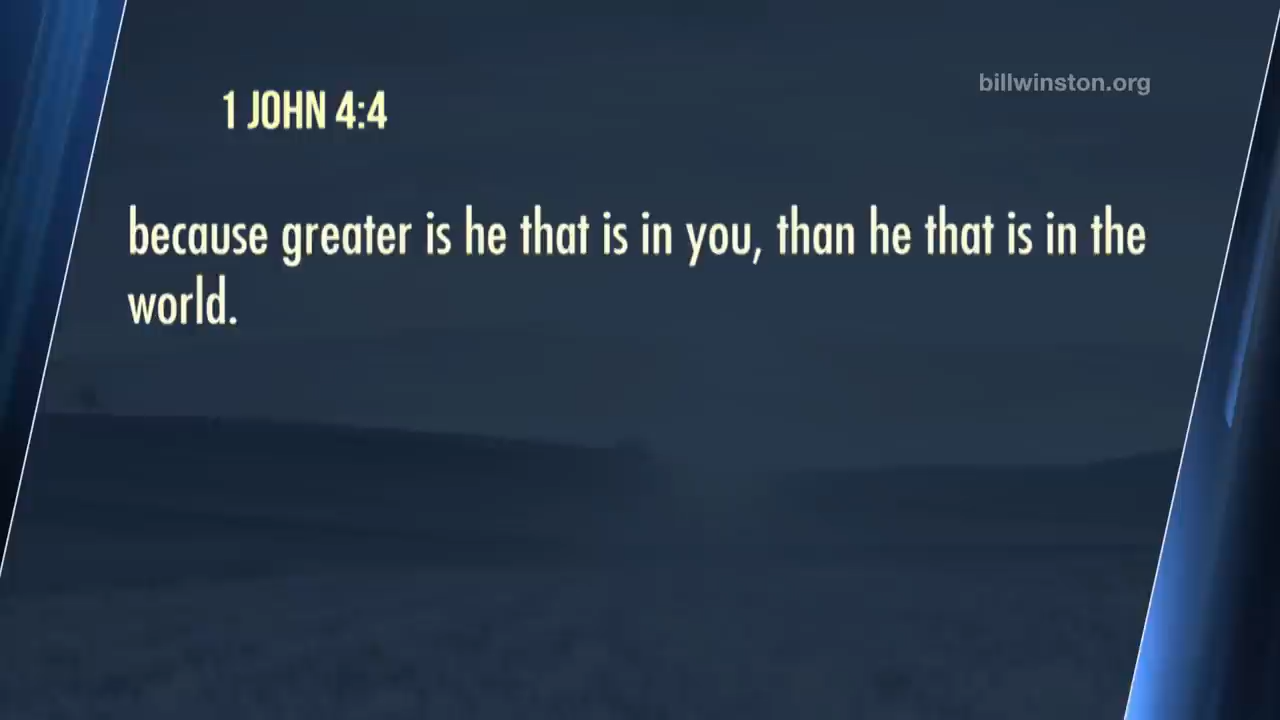 billwinston.org
1 JOHN 4:4
because greater is he that is in you, than he that is in the
world.